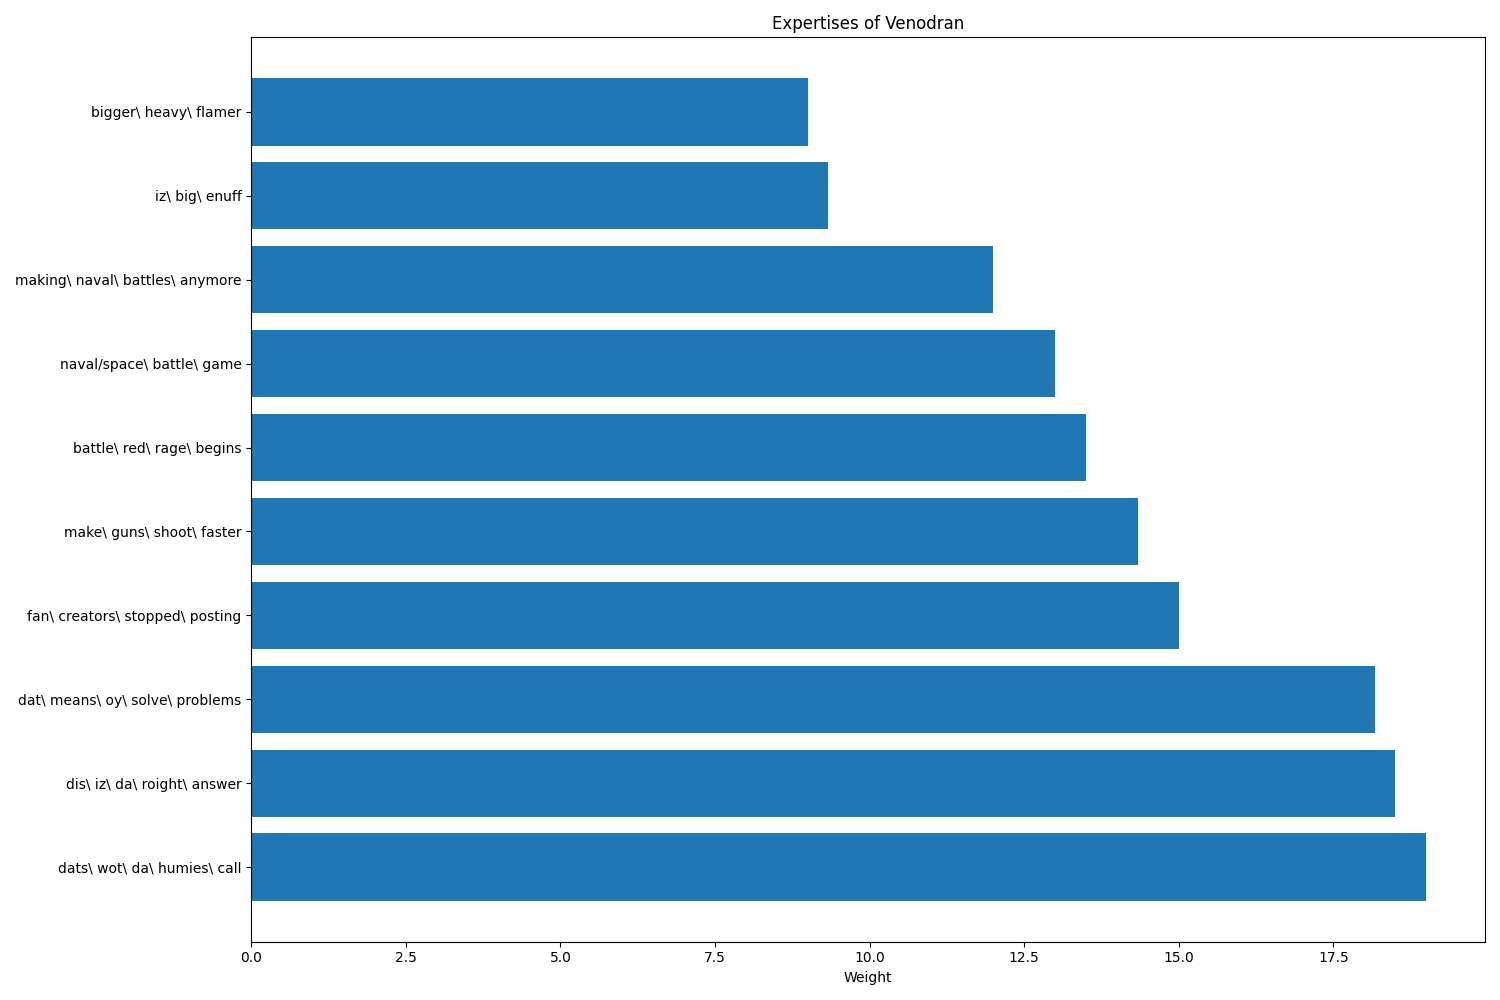 Expertises of Venodran
bigger\ heavy\ flamer
iz\ big\ enuff
making\ naval\ battles\ anymore
naval/space\ battle\ game
battle\ red\ rage\ begins
make\ guns\ shoot\ faster
fan\ creators\ stopped\ posting
dat\ means\ oy\ solve\ problems
dis\ iz\ da\ roight\ answer
dats\ wot\ da\ humies\ call
0.0 2.5 5.0 7.5 10.0 12.5 15.0 17.5
Weight